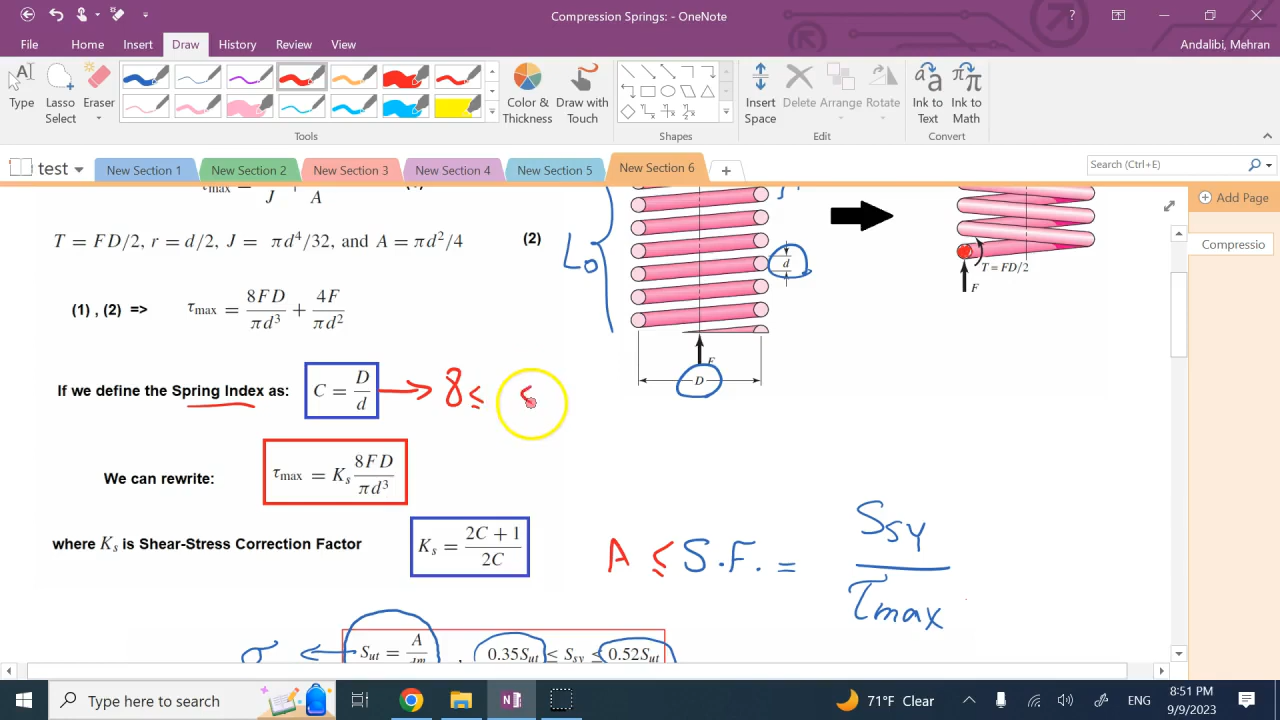 Compression Springs: - OneNote
?
File Home Insert Draw History Review View
Andalibi, Mehran
Type
Lasso Select
Eraser
Color & Thickness
Draw with Touch
Insert Space
Delete
Arrange
Rotate
Ink to Text
Ink to Math
Tools
Shapes
Edit
Convert
test
New Section 1
New Section 2
New Section 3
New Section 4
New Section 5
New Section 6
Search (Ctrl+E)
Add Page
Compressio
τmax = J + A
T = FD/2, r = d/2, J = πd⁴/32, and A = πd²/4 (2)
L₀
d
T = FD/2
F
(1) , (2) => τmax = 8FD/πd³ + 4F/πd²
F
D
If we define the Spring Index as: C = D/d → 8 ≤ ≤
We can rewrite: τmax = Ks 8FD/πd³
where Ks is Shear-Stress Correction Factor Ks = 2C + 1/2C
A ≤ S.F. = Ssy/τmax
σ ← Sut = A/dm , 0.35Sut ≤ Ssy ≤ 0.52Sut
Type here to search
71°F Clear
ENG
8:51 PM
9/9/2023